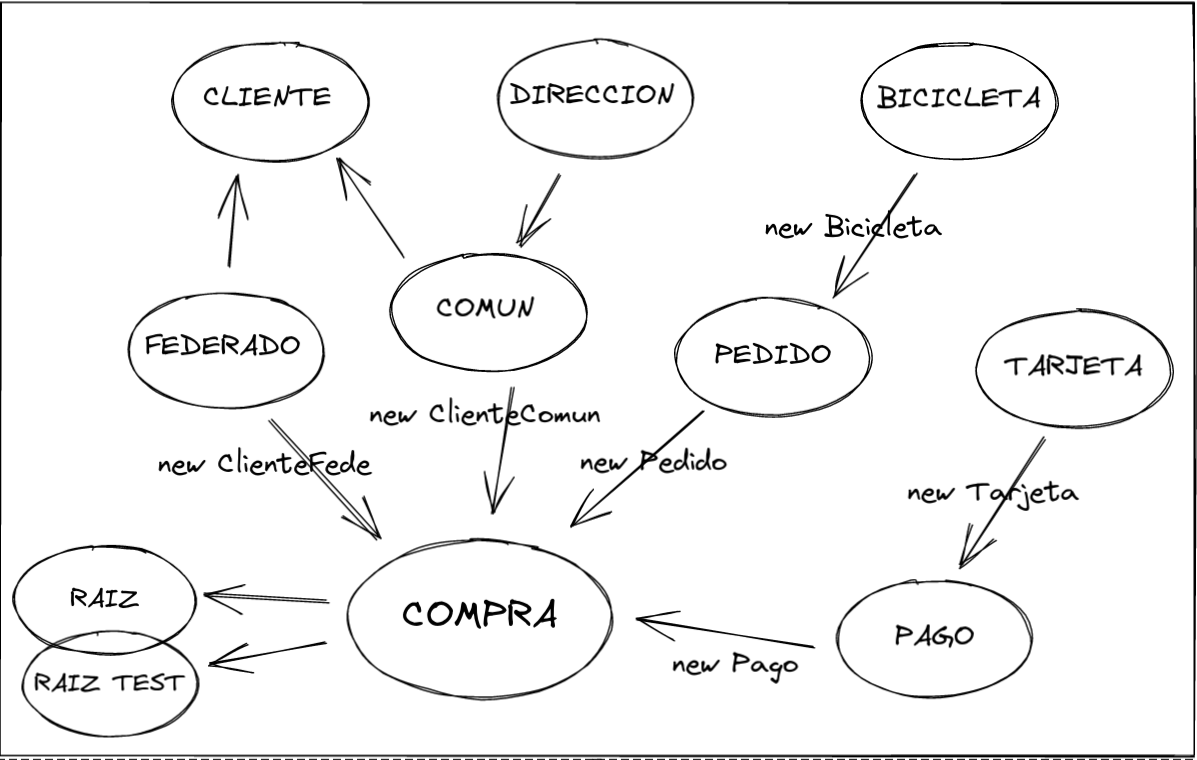 CLIENTE
DIRECCION
BICICLETA
new Bicicleta
COMUN
FEDERADO
PEDIDO
TARJETA
new ClienteComun
new ClienteFede
new Pedido
new Tarjeta
RAIZ
COMPRA
PAGO
new Pago
RAIZ TEST